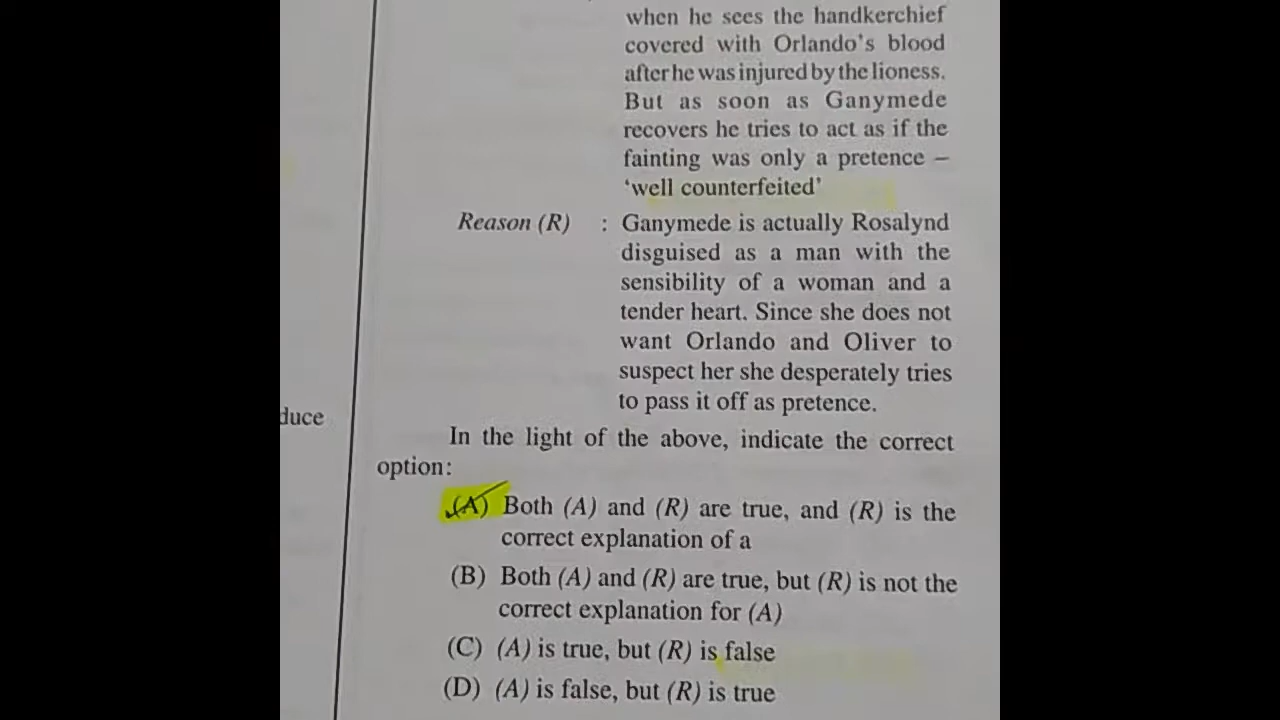 when he sees the handkerchief
covered with Orlando's blood
after he was injured by the lioness.
But as soon as Ganymede
recovers he tries to act as if the
fainting was only a pretence –
'well counterfeited'
Reason (R) : Ganymede is actually Rosalynd
disguised as a man with the
sensibility of a woman and a
tender heart. Since she does not
want Orlando and Oliver to
suspect her she desperately tries
to pass it off as pretence.
duce
In the light of the above, indicate the correct
option:
(A) Both (A) and (R) are true, and (R) is the
correct explanation of a
(B) Both (A) and (R) are true, but (R) is not the
correct explanation for (A)
(C) (A) is true, but (R) is false
(D) (A) is false, but (R) is true